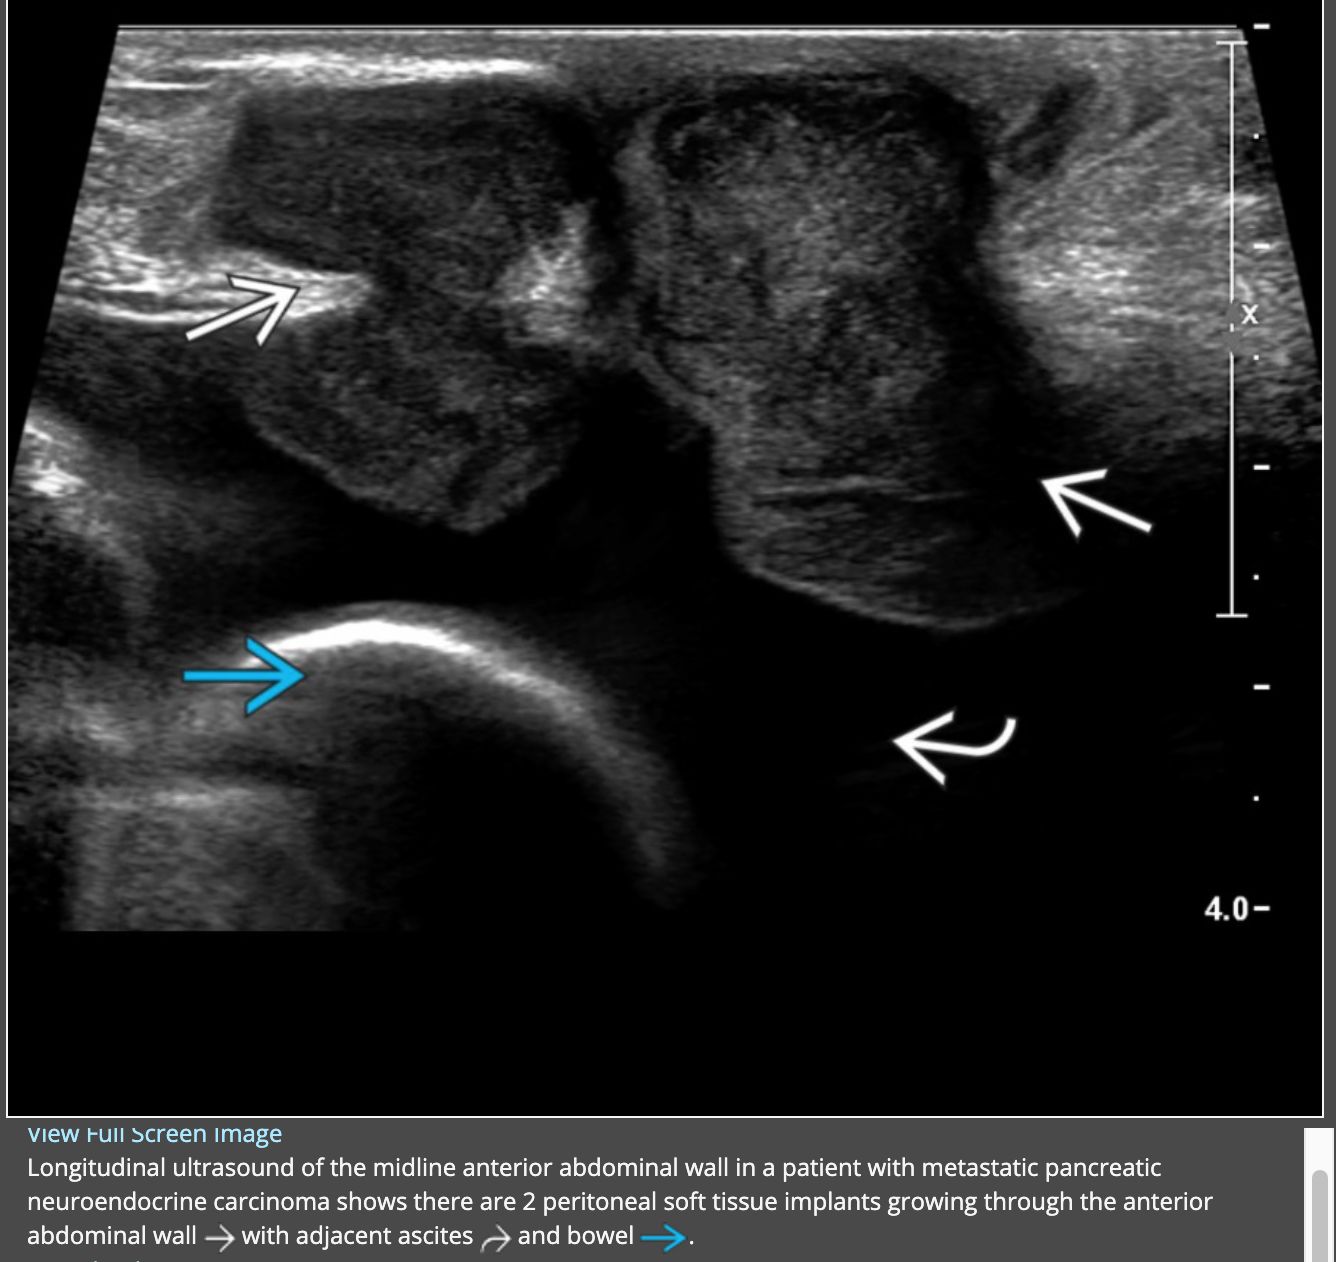 X
4.0
View Full Screen Image
Longitudinal ultrasound of the midline anterior abdominal wall in a patient with metastatic pancreatic
neuroendocrine carcinoma shows there are 2 peritoneal soft tissue implants growing through the anterior
abdominal wall → with adjacent ascites ↷ and bowel →.